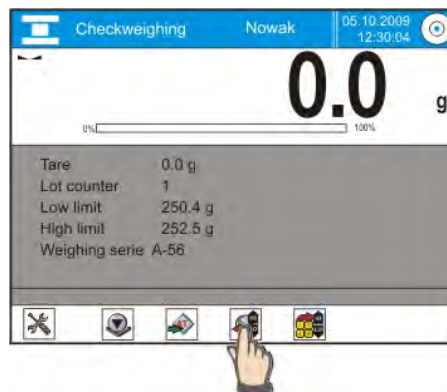 Checkweighing Nowak 05.10.2009
12:30:04
0.0 g
0% 100%
Tare 0.0 g
Lot counter 1
Low limit 250.4 g
High limit 252.5 g
Weighing serie A-56